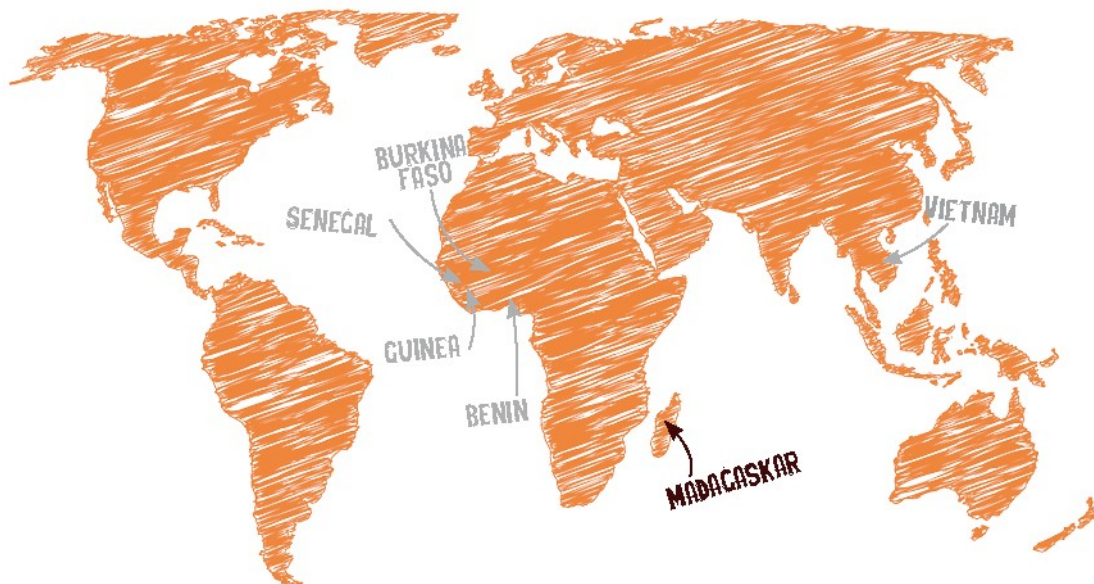 BURKINA
FASO
SENEGAL
VIETNAM
GUINEA
BENIN
MADAGASKAR